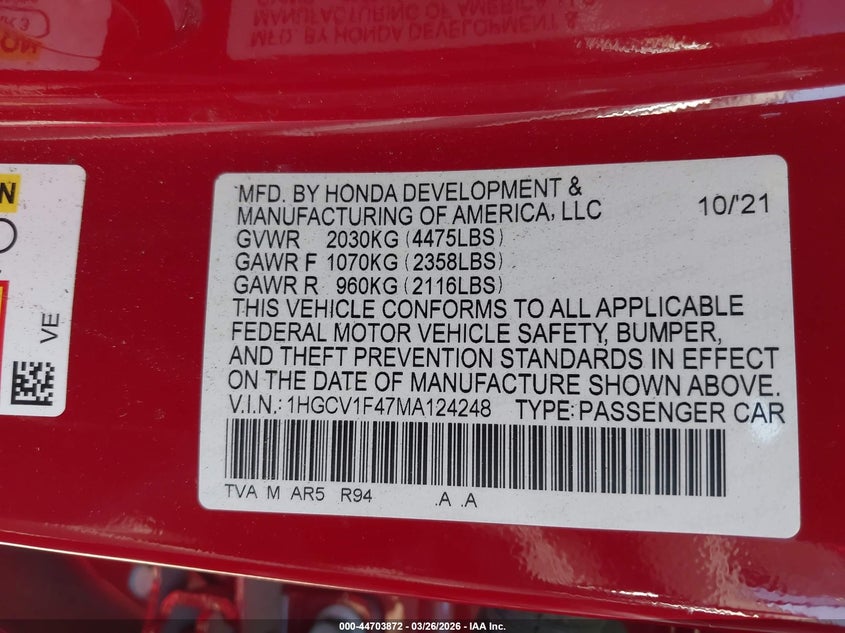 MFD. BY HONDA DEVELOPMENT &
MANUFACTURING OF AMERICA, LLC 10/'21
GVWR 2030KG (4475LBS)
GAWR F 1070KG (2358LBS)
GAWR R 960KG (2116LBS)
THIS VEHICLE CONFORMS TO ALL APPLICABLE
FEDERAL MOTOR VEHICLE SAFETY, BUMPER,
AND THEFT PREVENTION STANDARDS IN EFFECT
ON THE DATE OF MANUFACTURE SHOWN ABOVE.
V.I.N.: 1HGCV1F47MA124248 TYPE: PASSENGER CAR
TVA M AR5 R94 .A .A
VE
000-44703872 - 03/26/2026 - IAA Inc.